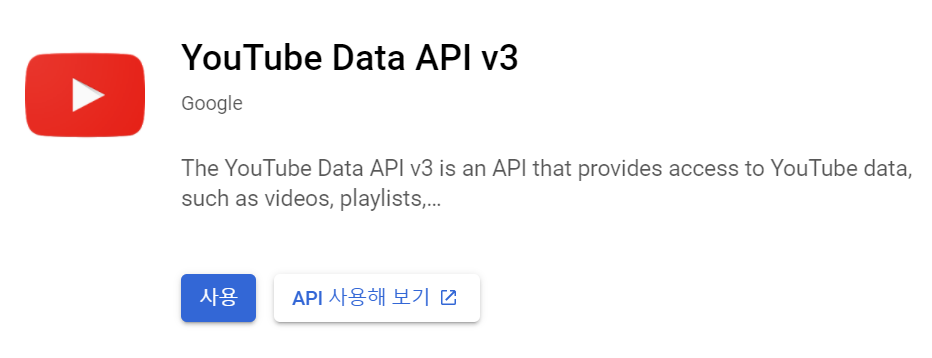 YouTube Data API v3
Google
The YouTube Data API v3 is an API that provides access to YouTube data,
such as videos, playlists,...
사용
API 사용해 보기